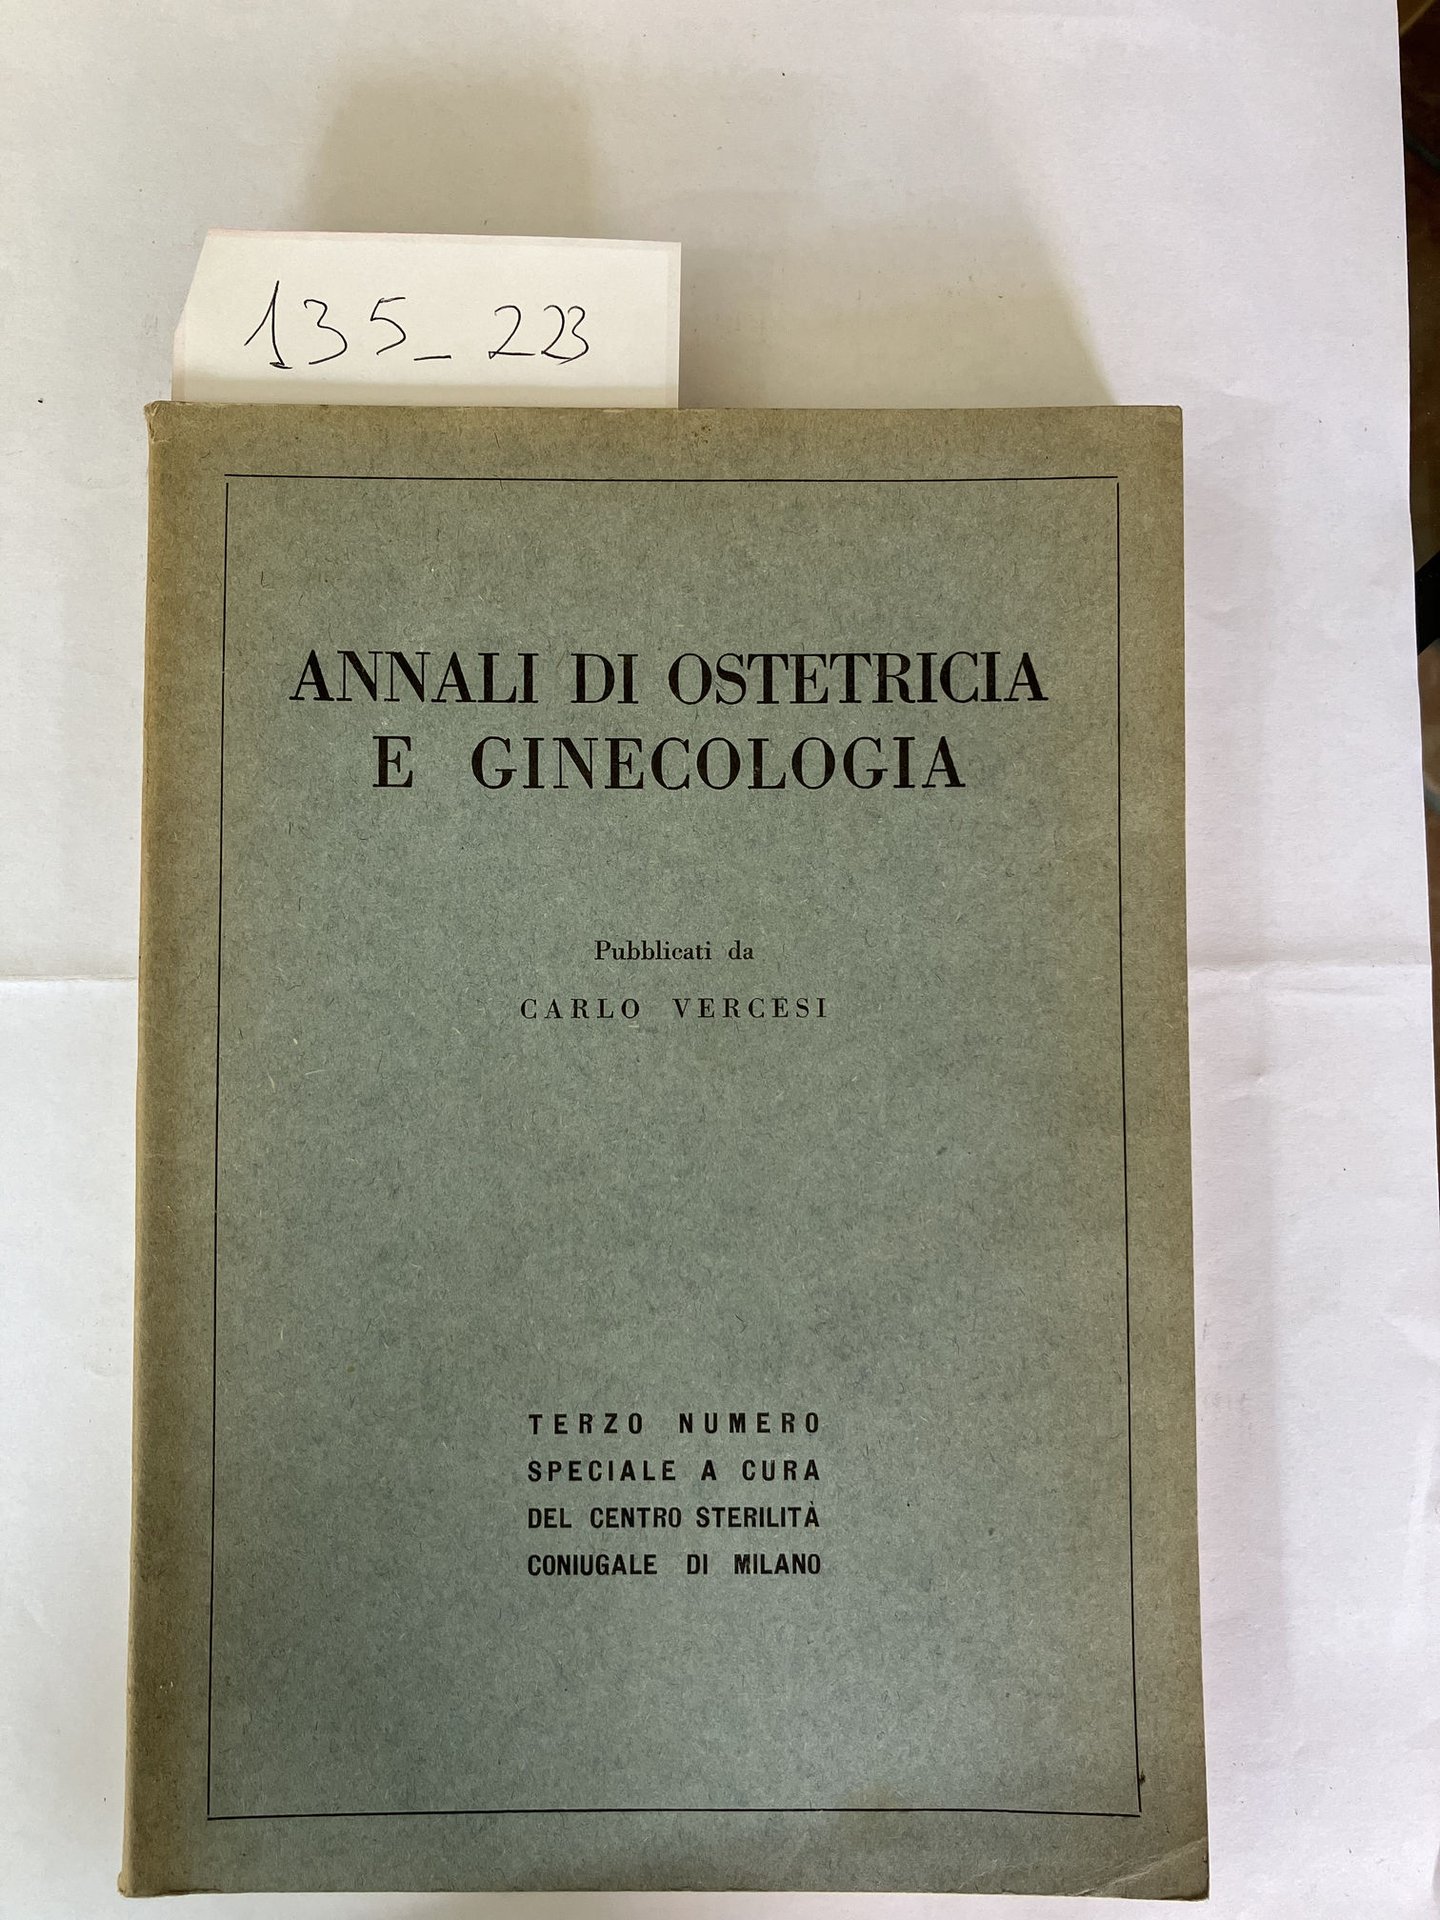 135_223
ANNALI DI OSTETRICIA
E GINECOLOGIA
Pubblicati da
CARLO VERCESI
TERZO NUMERO
SPECIALE A CURA
DEL CENTRO STERILITÀ
CONIUGALE DI MILANO